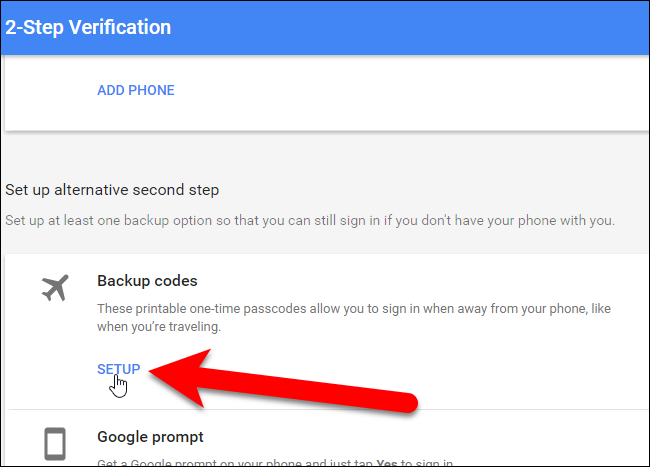 2-Step Verification
ADD PHONE
Set up alternative second step
Set up at least one backup option so that you can still sign in if you don't have your phone with you.
Backup codes
These printable one-time passcodes allow you to sign in when away from your phone, like
when you're traveling.
SETUP
Google prompt
Get a Google prompt on your phone and just tap Yes to sign in